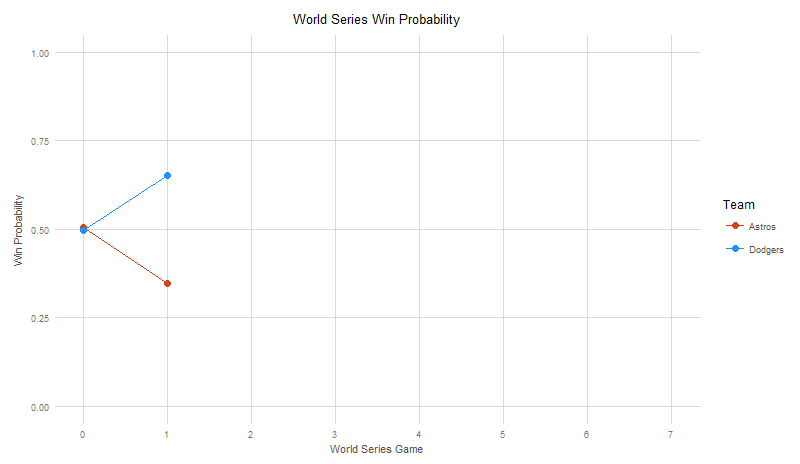 World Series Win Probability
1.00
0.75
0.50
0.25
0.00
Win Probability
0 1 2 3 4 5 6 7
World Series Game
Team
Astros
Dodgers